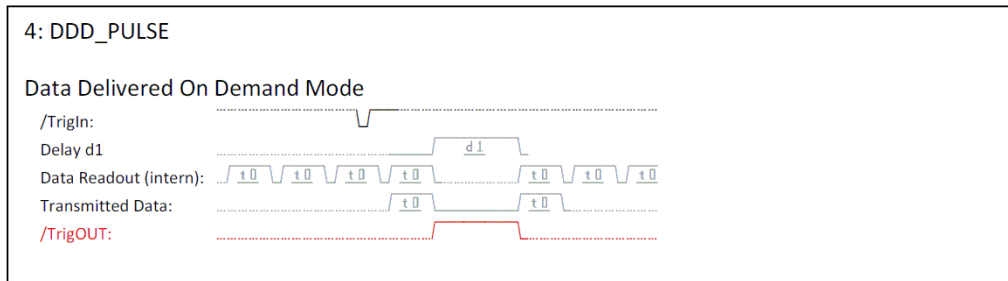 4: DDD_PULSE
Data Delivered On Demand Mode
/TrigIn:
Delay d1
d1
Data Readout (intern): t0 t0 t0 t0 t0 t0 t0
Transmitted Data: t0 t0
/TrigOUT: